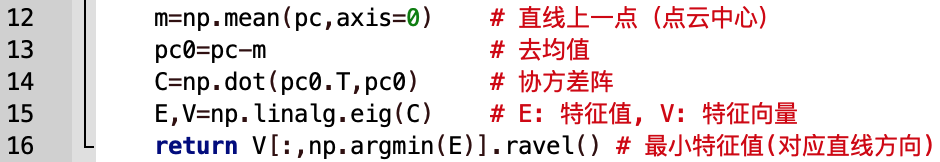 12 m=np.mean(pc,axis=0) # 直线上一点（点云中心）
13 pc0=pc-m # 去均值
14 C=np.dot(pc0.T,pc0) # 协方差阵
15 E,V=np.linalg.eig(C) # E: 特征值, V: 特征向量
16 return V[:,np.argmin(E)].ravel() # 最小特征值(对应直线方向)